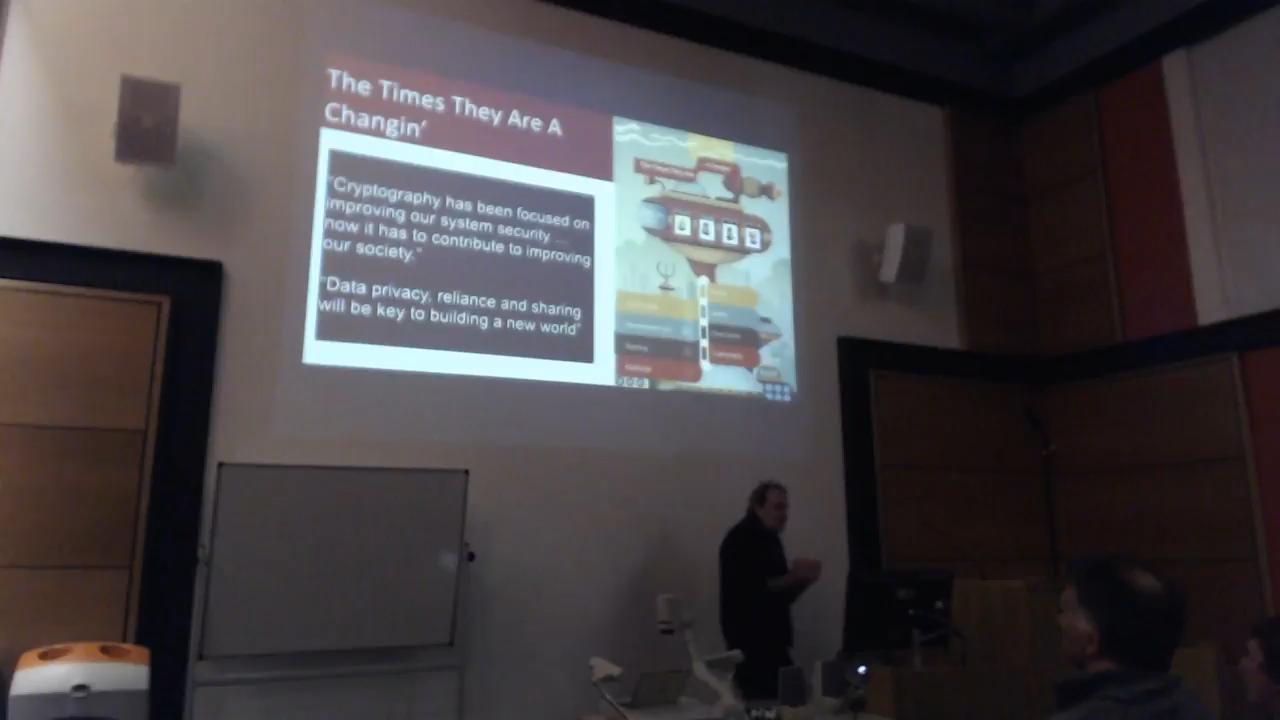 The Times They Are A
Changin'
"Cryptography has been focused on
improving our system security ...
now it has to contribute to improving
our society."
"Data privacy, reliance and sharing
will be key to building a new world"